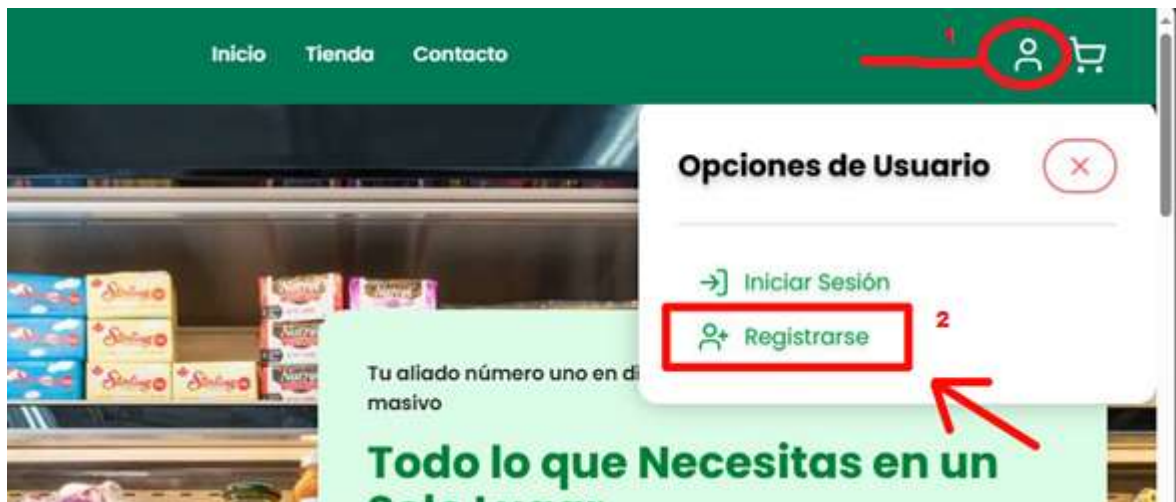 Inicio Tienda Contacto
1
Opciones de Usuario
Iniciar Sesión
Registrarse
2
Tu aliado número uno en di
masivo
Todo lo que Necesitas en un